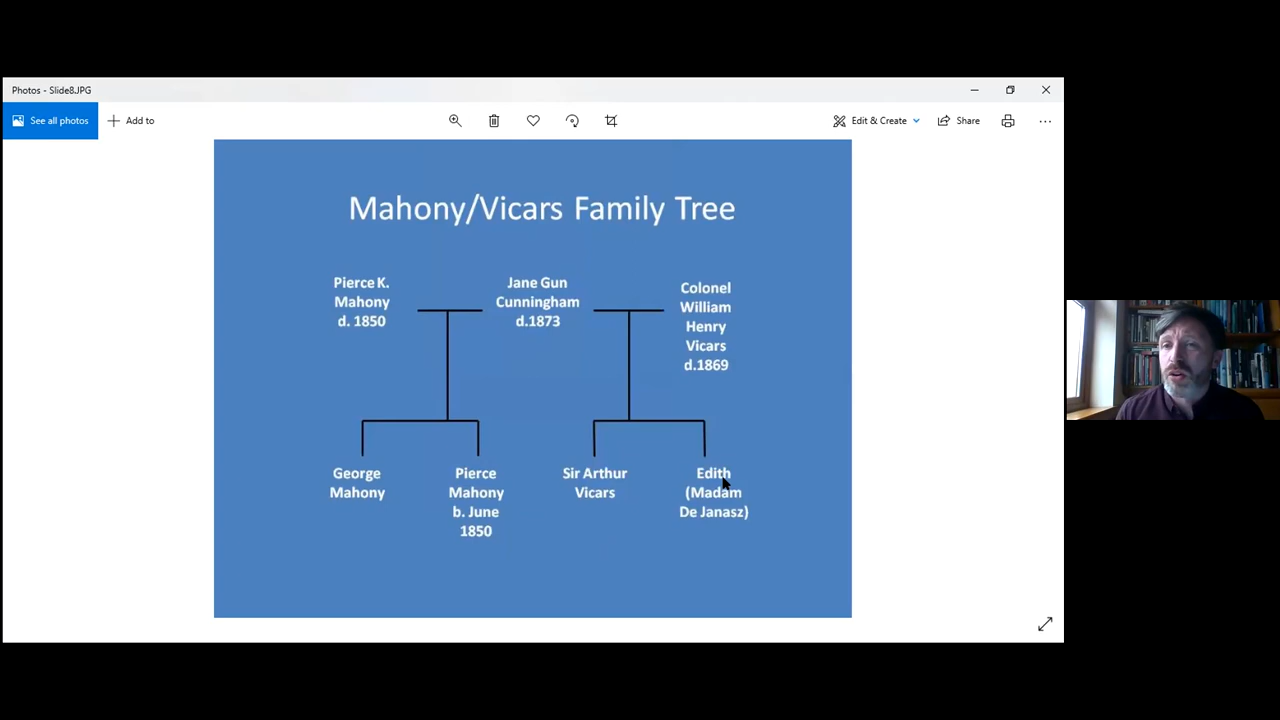 Photos - Slide8.JPG
See all photos
Add to
Edit & Create
Share
Mahony/Vicars Family Tree
Pierce K.
Mahony
d. 1850
Jane Gun
Cunningham
d.1873
Colonel
William
Henry
Vicars
d.1869
George
Mahony
Pierce
Mahony
b. June
1850
Sir Arthur
Vicars
Edith
(Madam
De Janasz)